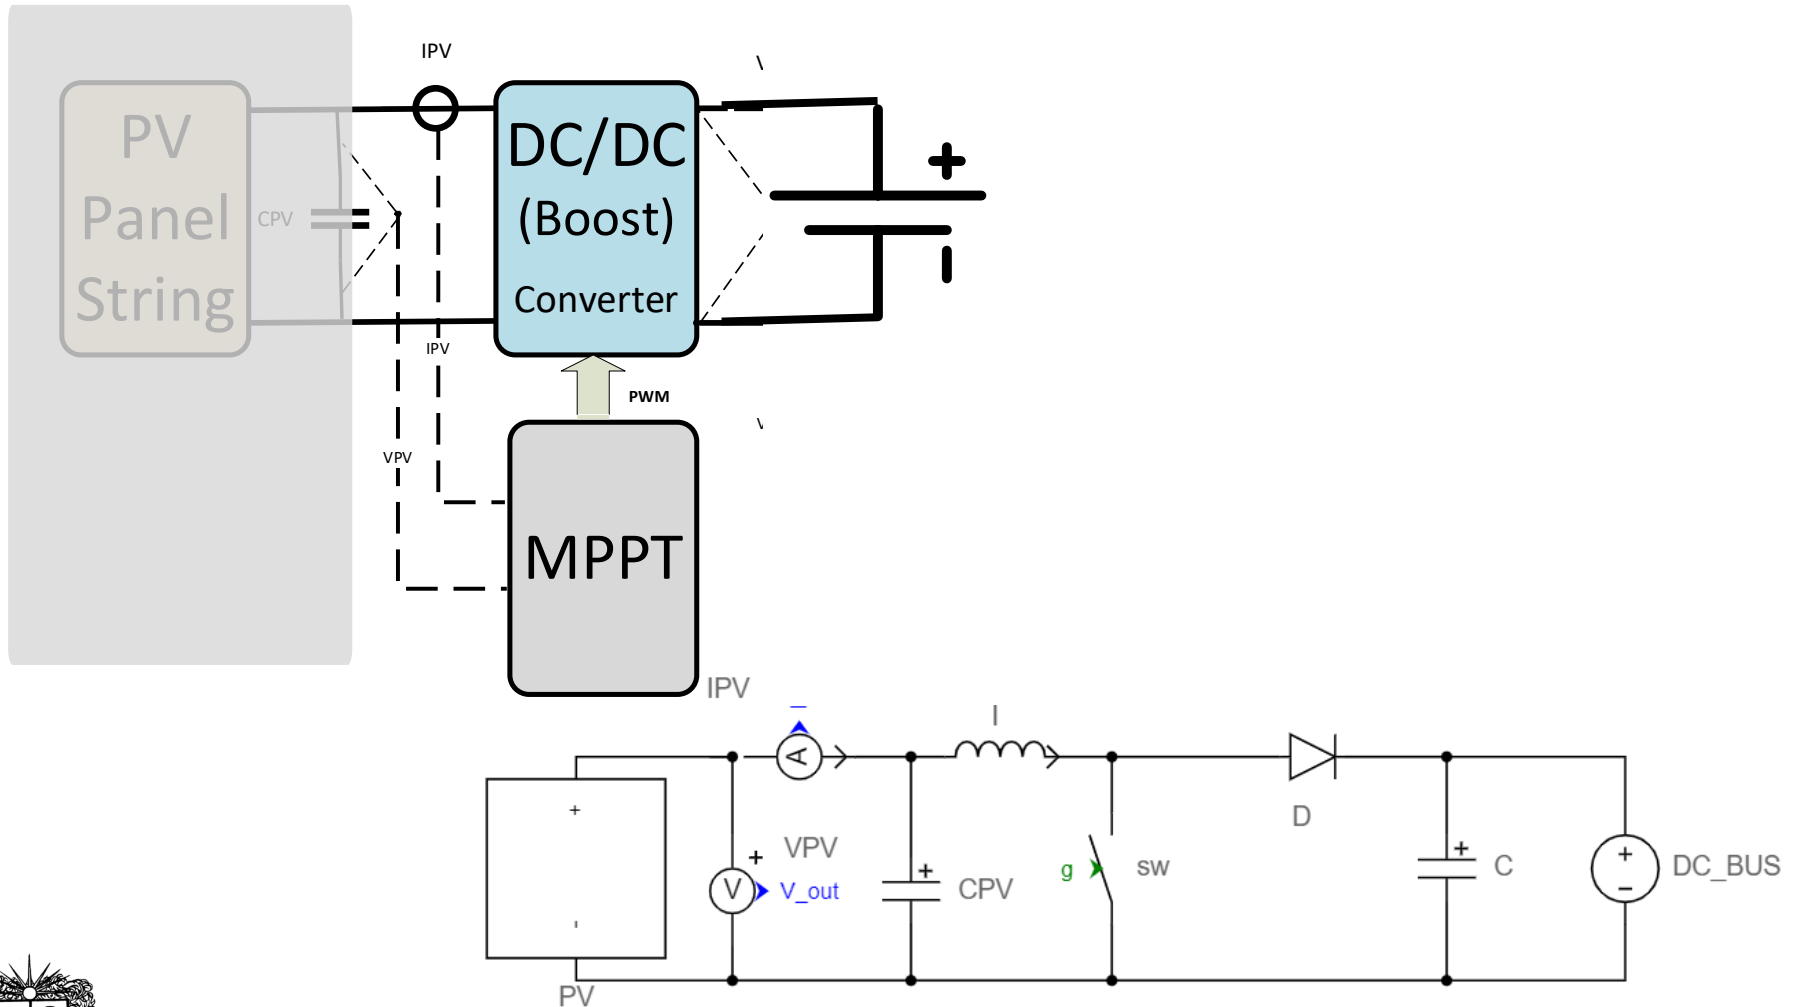 IPV
PV
Panel
String
CPV
DC/DC
(Boost)
Converter
+
IPV
PWM
VPV
MPPT
IPV
A
I
+
-
PV
V
+
VPV
V_out
+
CPV
g
sw
D
+
C
+
−
DC_BUS